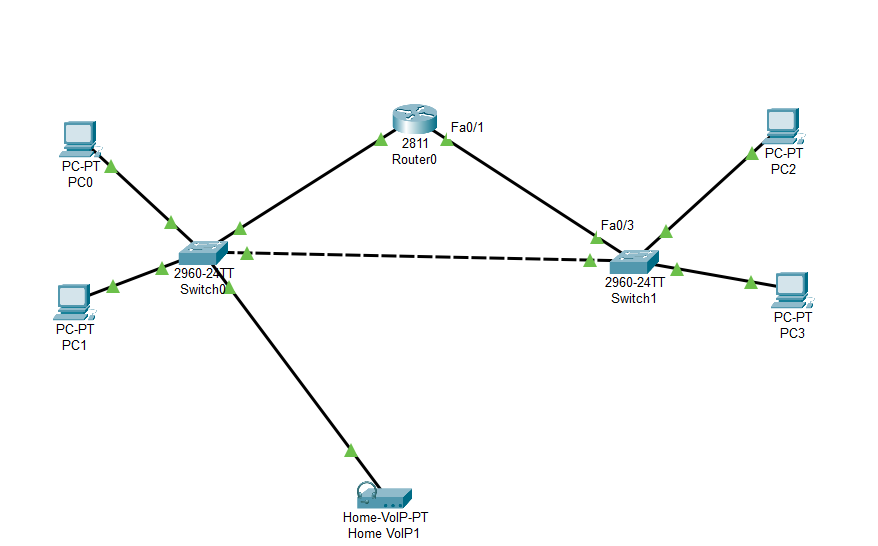 Fa0/1
2811
Router0
PC-PT
PC0
PC-PT
PC2
Fa0/3
2960-24TT
Switch0
2960-24TT
Switch1
PC-PT
PC1
PC-PT
PC3
Home-VoIP-PT
Home VoIP1